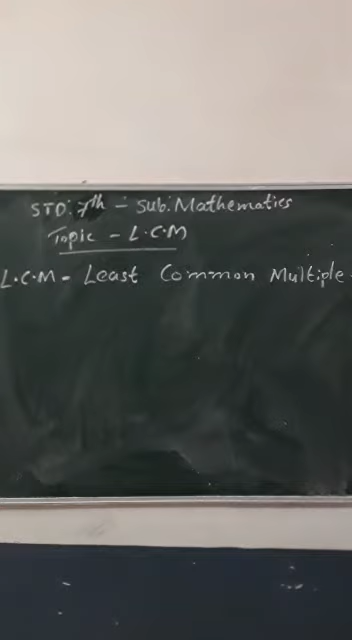 STD: 7th - Sub: Mathematics
Topic - L.C.M
L.C.M - Least Common Multiple.